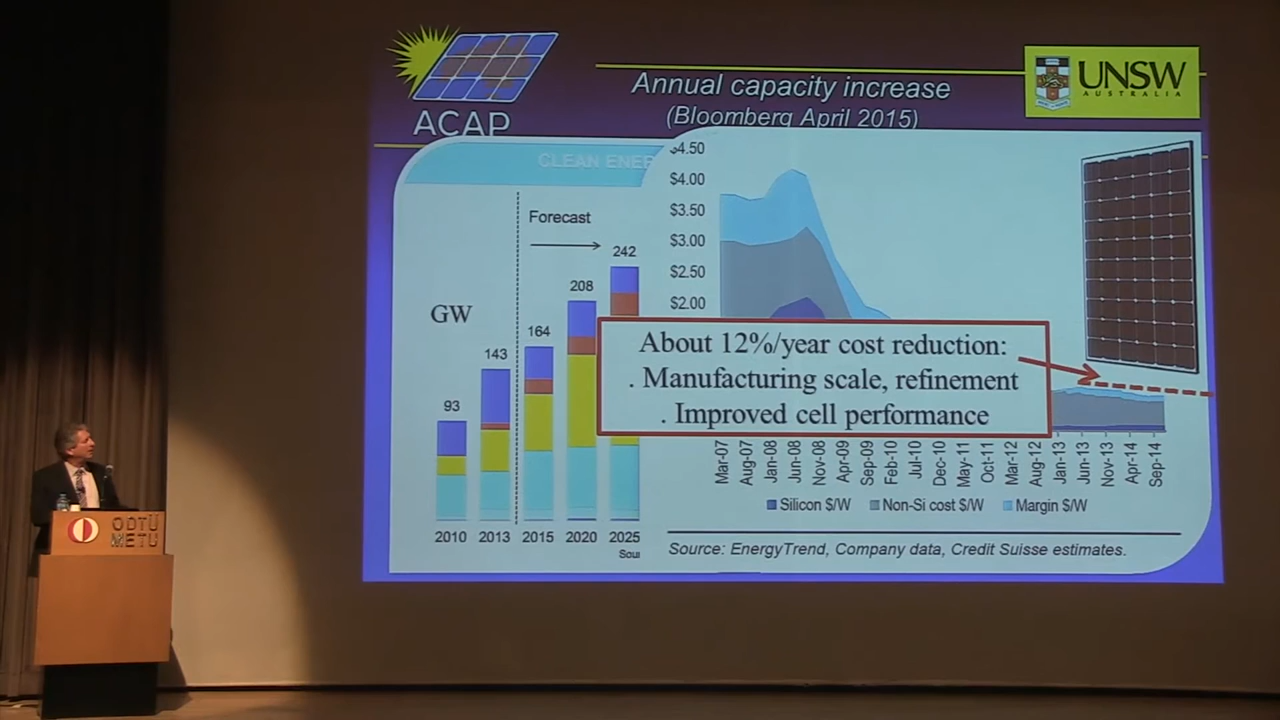 ACAP
Annual capacity increase
(Bloomberg April 2015)
UNSW
AUSTRALIA
CLEAN ENE
Forecast
GW
93
143
164
208
242
2010 2013 2015 2020 2025
Sou
$4.50
$4.00
$3.50
$3.00
$2.50
$2.00
About 12%/year cost reduction:
. Manufacturing scale, refinement
. Improved cell performance
Mar-07 Aug-07 Jan-08 Jun-08 Nov-08 Apr-09 Sep-09 Feb-10 Jul-10 Dec-10 May-11 Oct-11 Mar-12 Aug-12 Jan-13 Jun-13 Nov-13 Apr-14 Sep-14
Silicon $/W Non-Si cost $/W Margin $/W
Source: EnergyTrend, Company data, Credit Suisse estimates.
ODTÜ
METU